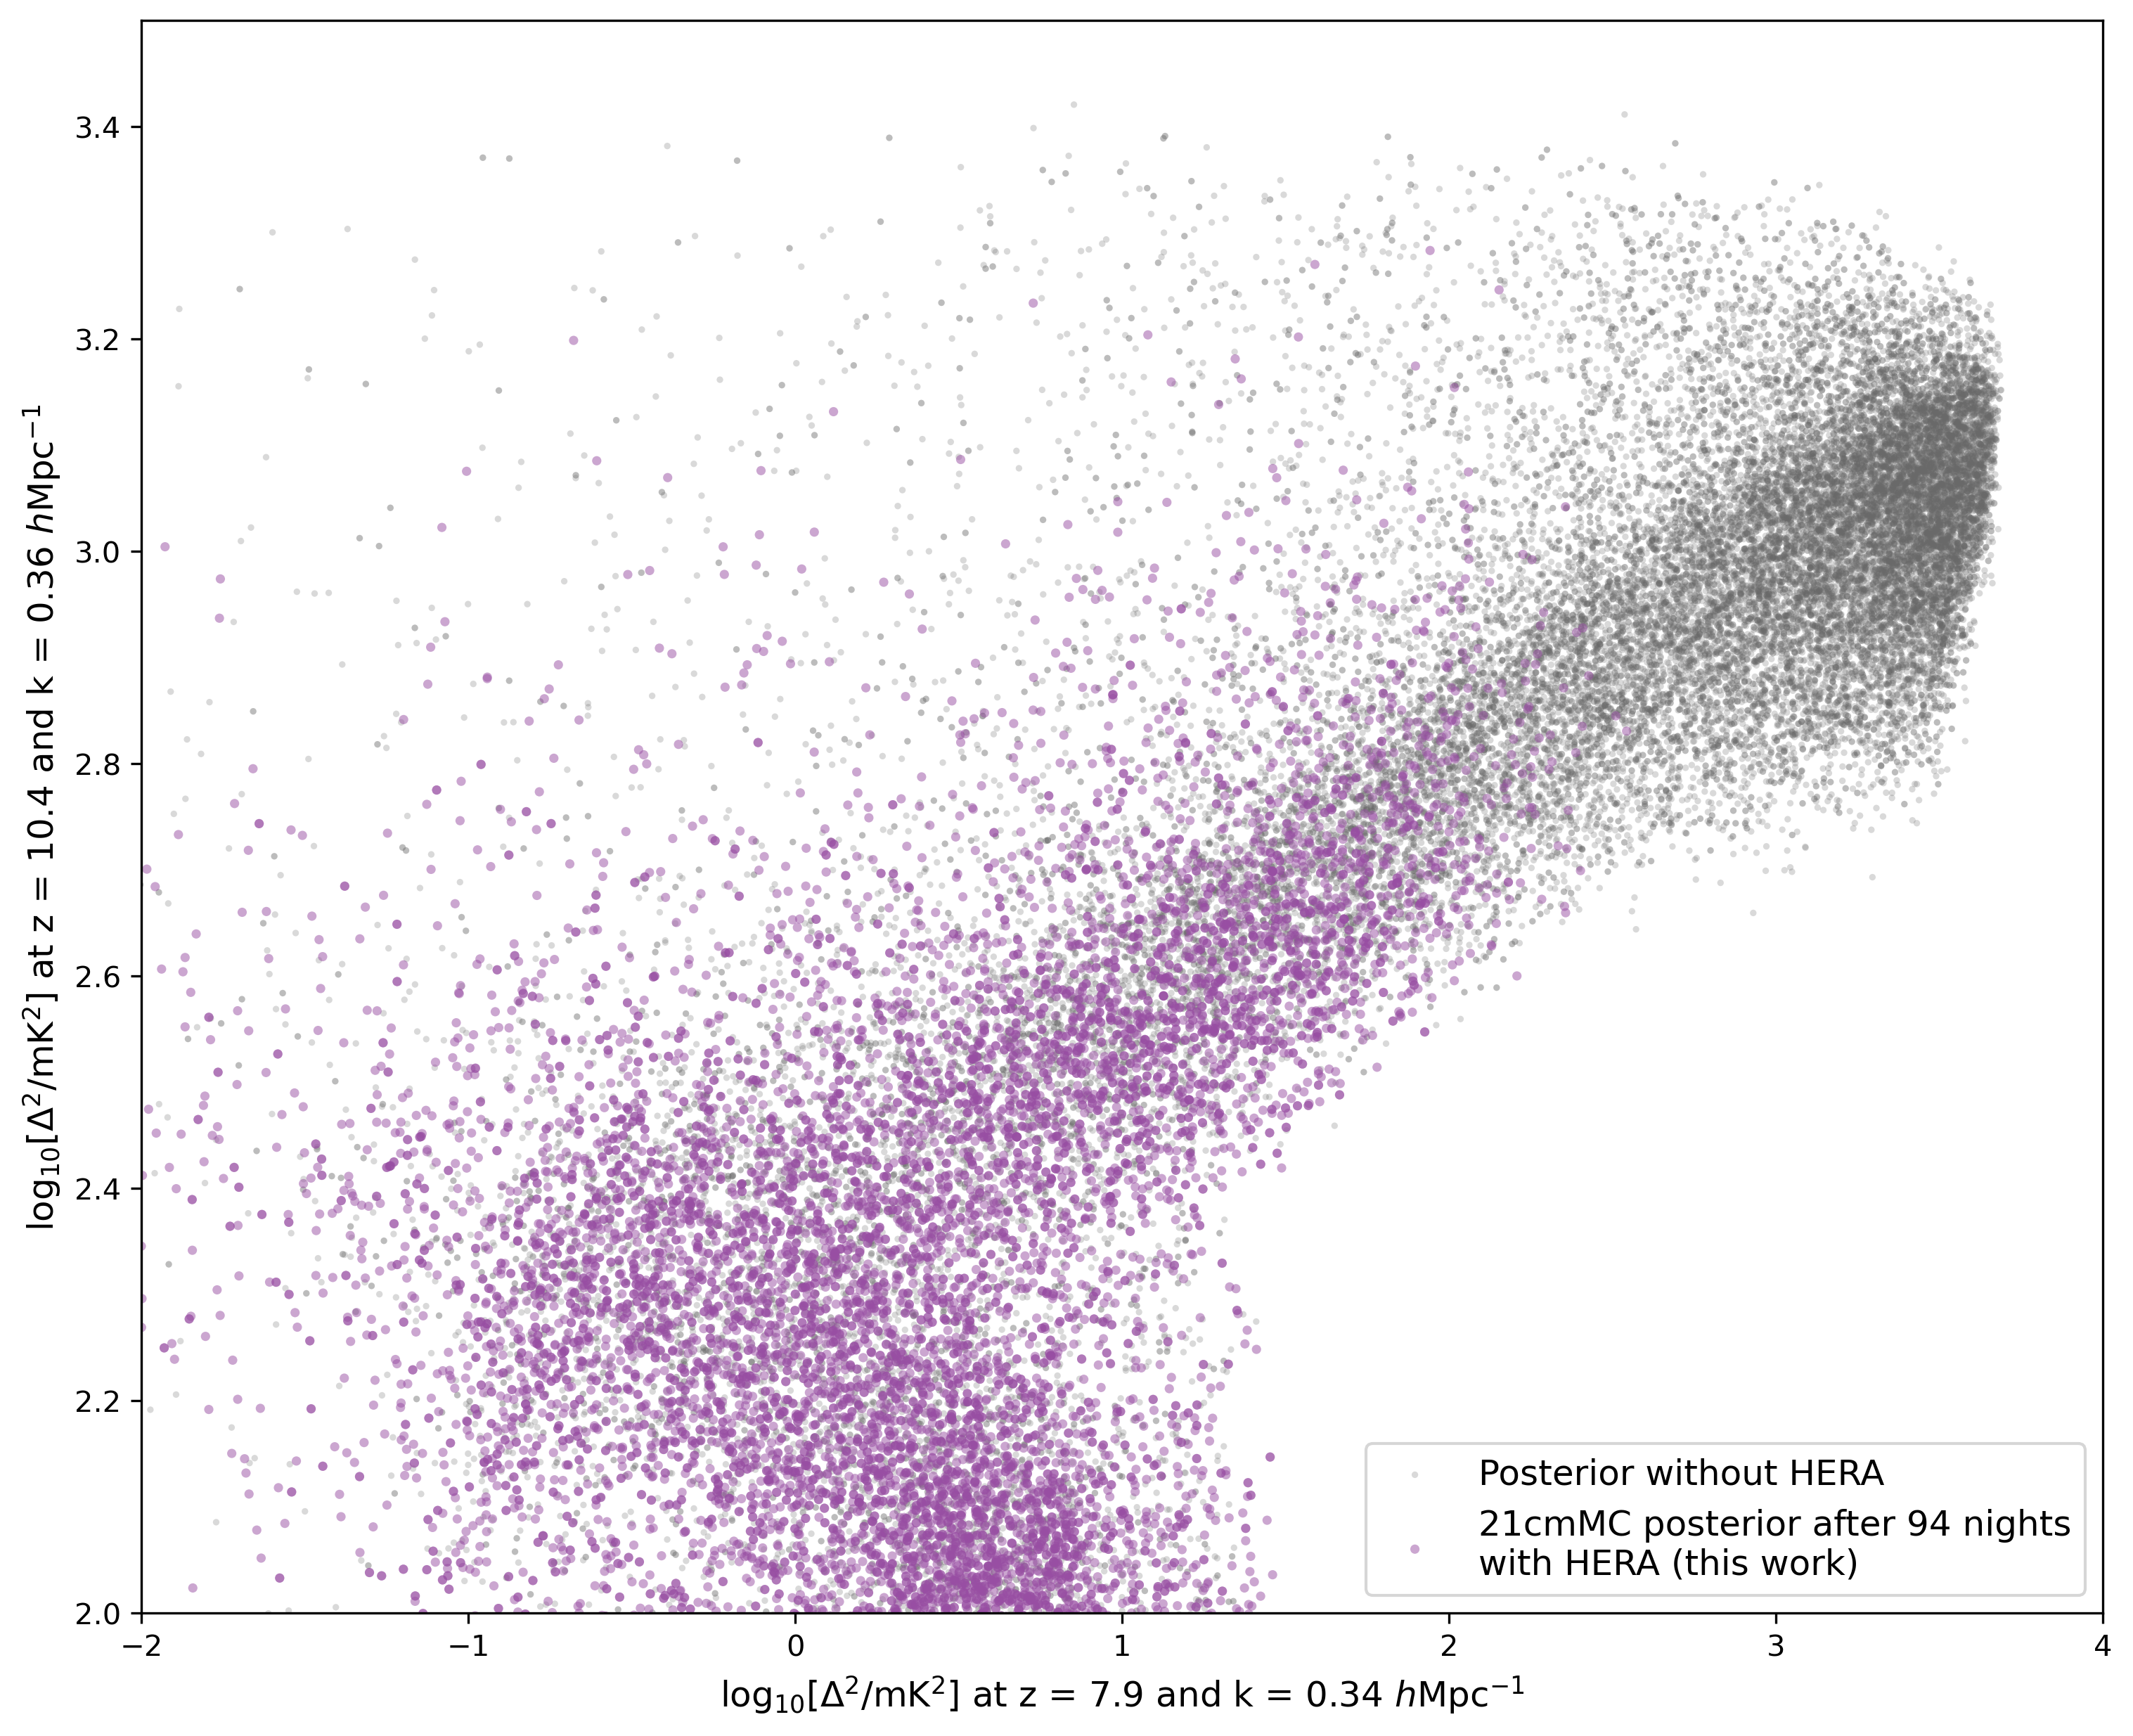 3.4
3.2
3.0
2.8
2.6
2.4
2.2
2.0
log₁₀[Δ²/mK²] at z = 10.4 and k = 0.36 hMpc⁻¹
Posterior without HERA
21cmMC posterior after 94 nights
with HERA (this work)
−2 −1 0 1 2 3 4
log₁₀[Δ²/mK²] at z = 7.9 and k = 0.34 hMpc⁻¹